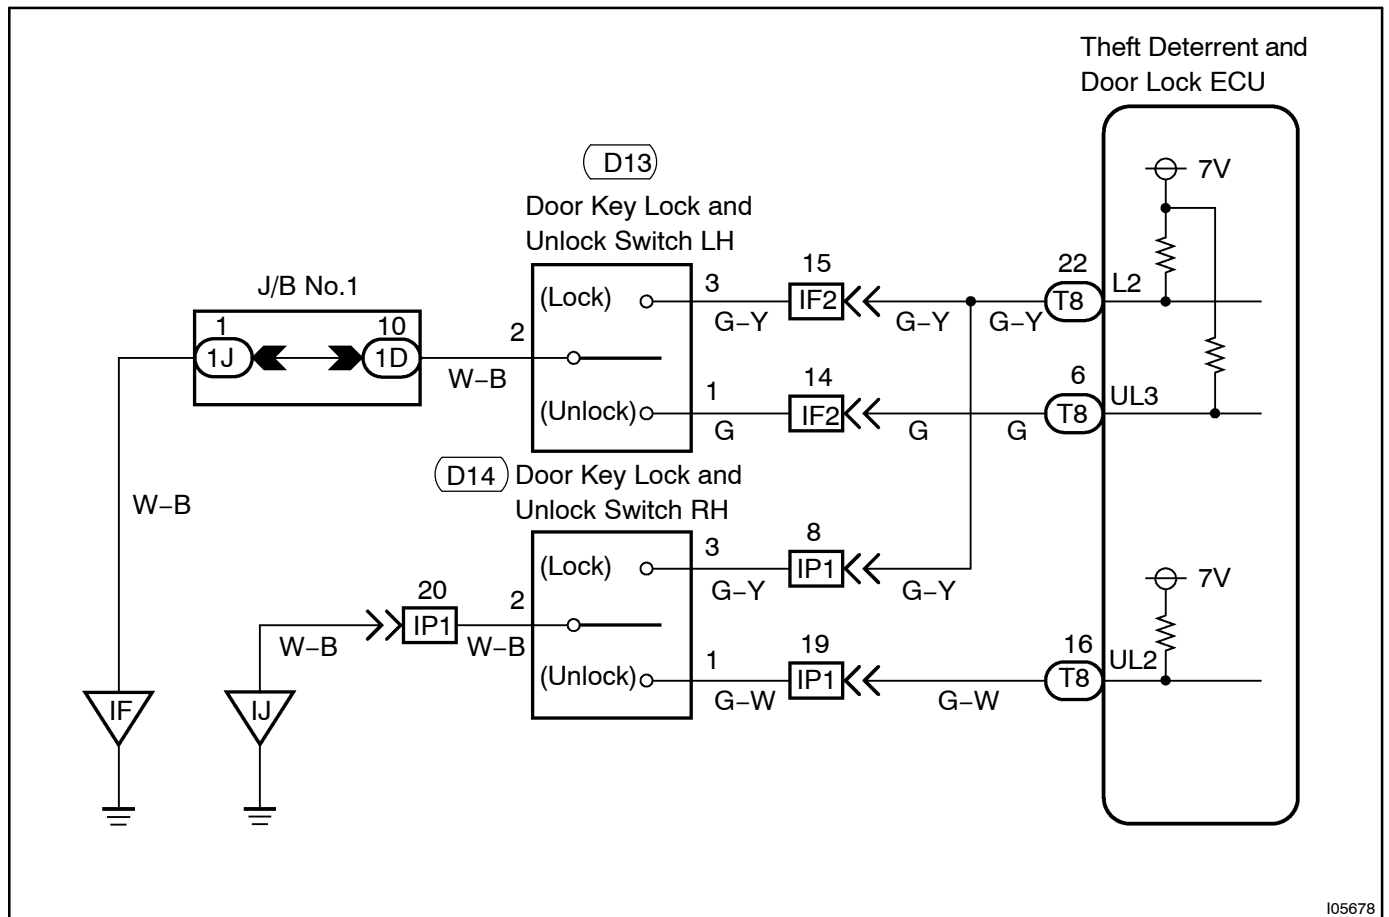 Theft Deterrent and
Door Lock ECU
7V
D13
Door Key Lock and
Unlock Switch LH
J/B No.1
1
1J
10
1D
2
W–B
(Lock)
3
G–Y
15
IF2
G–Y
G–Y
22
T8
L2
(Unlock)
1
G
14
IF2
G
G
6
T8
UL3
W–B
D14
Door Key Lock and
Unlock Switch RH
(Lock)
3
G–Y
8
IP1
G–Y
7V
W–B
20
IP1
2
W–B
(Unlock)
1
G–W
19
IP1
G–W
16
T8
UL2
IF
IJ
I05678